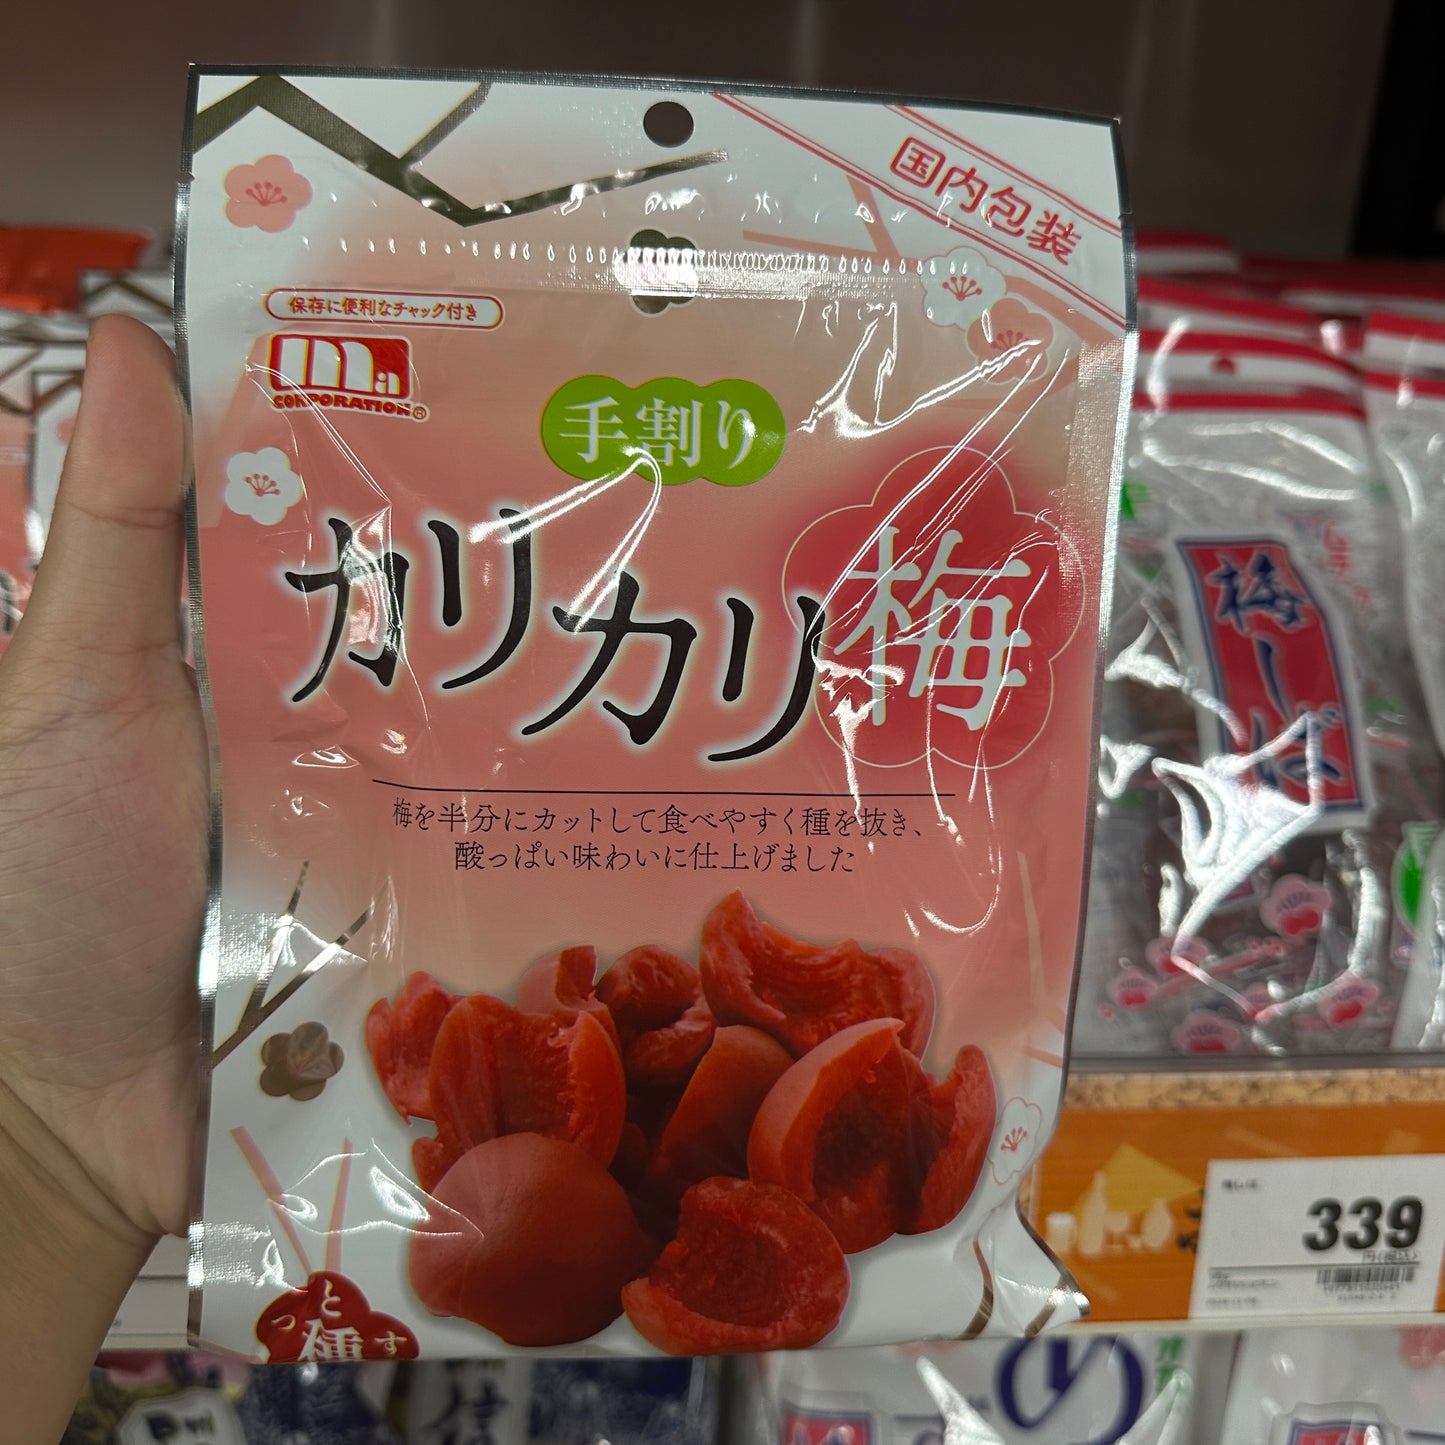 国内包装
保存に便利なチャック付き
ma
CORPORATION®
手割り
カリカリ梅
梅を半分にカットして食べやすく種を抜き、
酸っぱい味わいに仕上げました
梅しば
339